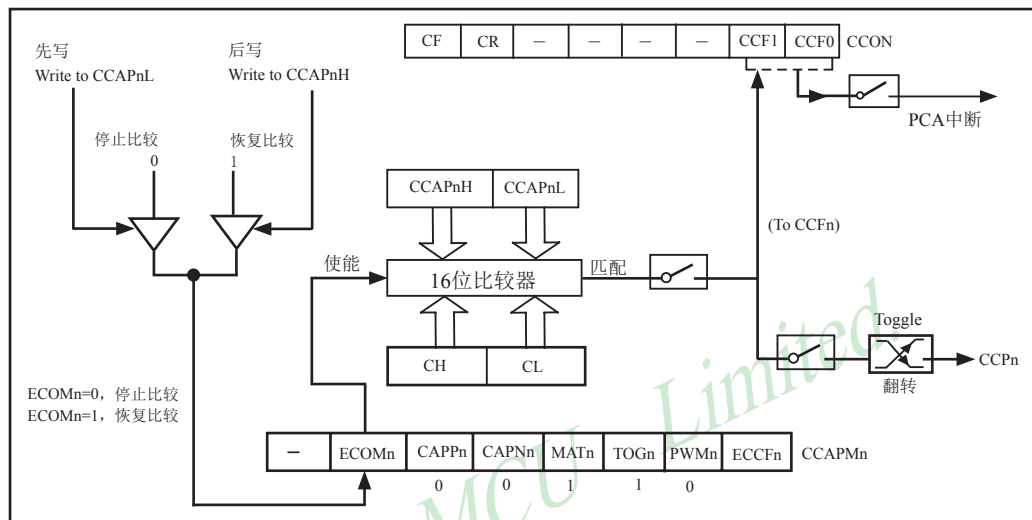 CF CR — — — — CCF1 CCF0 CCON
先写
Write to CCAPnL
后写
Write to CCAPnH
PCA中断
停止比较
0
恢复比较
1
CCAPnH CCAPnL
(To CCFn)
使能
16位比较器
匹配
Toggle
CH CL
CCPn
翻转
ECOMn=0，停止比较
ECOMn=1，恢复比较
— ECOMn CAPPn CAPNn MATn TOGn PWMn ECCFn CCAPMn
0 0 1 1 0
MCU Limited.